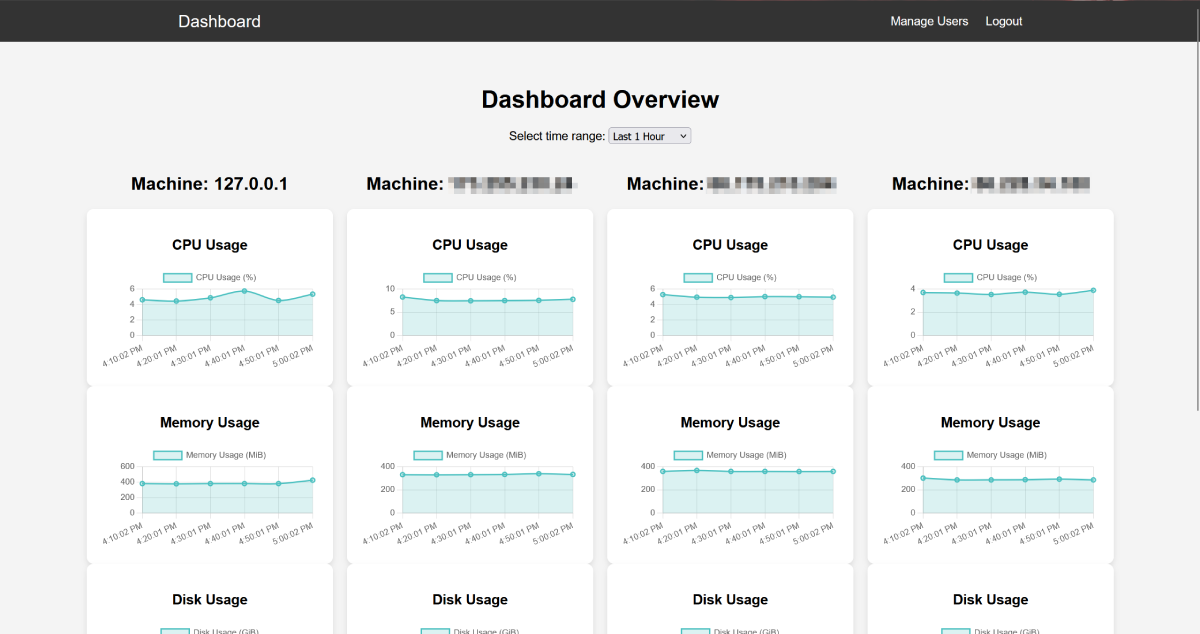 Dashboard
Manage Users Logout
Dashboard Overview
Select time range: Last 1 Hour
Machine: 127.0.0.1
Machine:
Machine:
Machine:
CPU Usage
CPU Usage (%)
6
4
2
0
4:10:02 PM
4:20:01 PM
4:30:01 PM
4:40:01 PM
4:50:01 PM
5:00:02 PM
CPU Usage
CPU Usage (%)
10
5
0
4:10:02 PM
4:20:01 PM
4:30:01 PM
4:40:01 PM
4:50:01 PM
5:00:02 PM
CPU Usage
CPU Usage (%)
6
4
2
0
4:10:02 PM
4:20:01 PM
4:30:01 PM
4:40:01 PM
4:50:01 PM
5:00:02 PM
CPU Usage
CPU Usage (%)
4
2
0
4:10:02 PM
4:20:01 PM
4:30:01 PM
4:40:01 PM
4:50:01 PM
5:00:02 PM
Memory Usage
Memory Usage (MiB)
600
400
200
0
4:10:02 PM
4:20:01 PM
4:30:01 PM
4:40:01 PM
4:50:01 PM
5:00:02 PM
Memory Usage
Memory Usage (MiB)
400
200
0
4:10:02 PM
4:20:01 PM
4:30:01 PM
4:40:01 PM
4:50:01 PM
5:00:02 PM
Memory Usage
Memory Usage (MiB)
400
200
0
4:10:02 PM
4:20:01 PM
4:30:01 PM
4:40:01 PM
4:50:01 PM
5:00:02 PM
Memory Usage
Memory Usage (MiB)
400
200
0
4:10:02 PM
4:20:01 PM
4:30:01 PM
4:40:01 PM
4:50:01 PM
5:00:02 PM
Disk Usage
Disk Usage (GiB)
Disk Usage
Disk Usage (GiB)
Disk Usage
Disk Usage (GiB)
Disk Usage
Disk Usage (GiB)